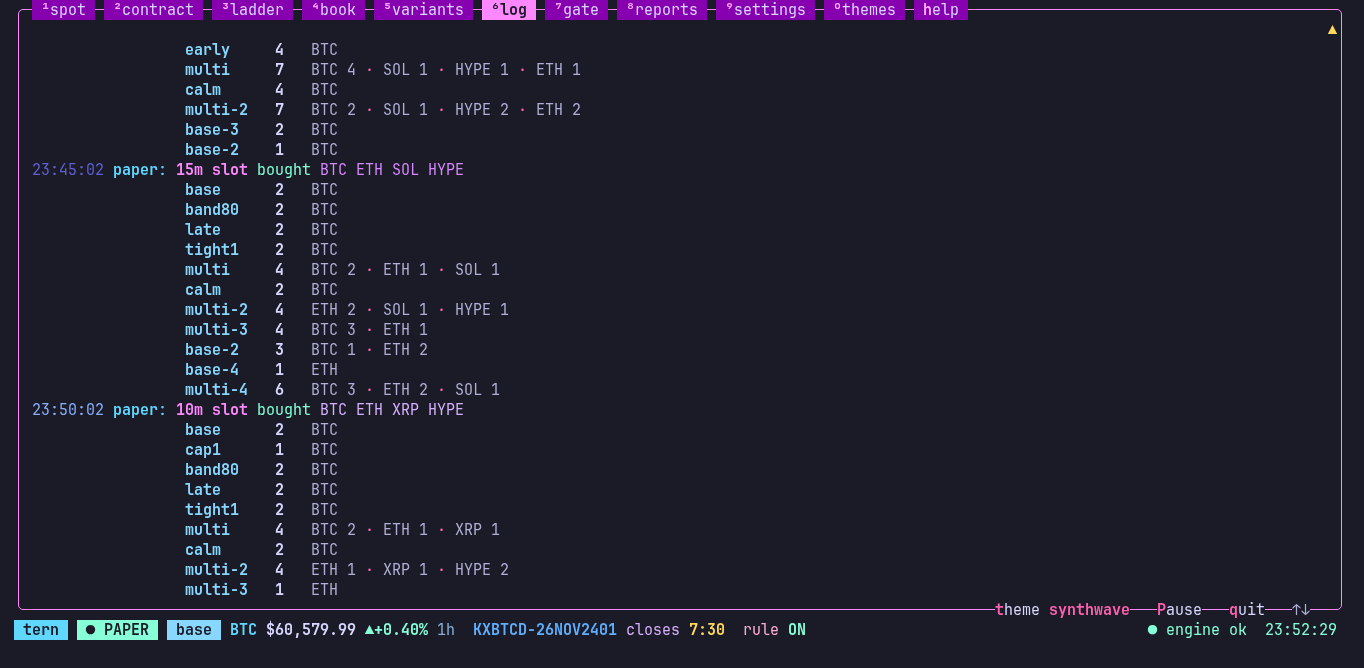 ¹spot ²contract ³ladder ⁴book ⁵variants ⁶log ⁷gate ⁸reports ⁹settings ⁰themes help
▲
early 4 BTC
multi 7 BTC 4 · SOL 1 · HYPE 1 · ETH 1
calm 4 BTC
multi-2 7 BTC 2 · SOL 1 · HYPE 2 · ETH 2
base-3 2 BTC
base-2 1 BTC
23:45:02 paper: 15m slot bought BTC ETH SOL HYPE
base 2 BTC
band80 2 BTC
late 2 BTC
tight1 2 BTC
multi 4 BTC 2 · ETH 1 · SOL 1
calm 2 BTC
multi-2 4 ETH 2 · SOL 1 · HYPE 1
multi-3 4 BTC 3 · ETH 1
base-2 3 BTC 1 · ETH 2
base-4 1 ETH
multi-4 6 BTC 3 · ETH 2 · SOL 1
23:50:02 paper: 10m slot bought BTC ETH XRP HYPE
base 2 BTC
cap1 1 BTC
band80 2 BTC
late 2 BTC
tight1 2 BTC
multi 4 BTC 2 · ETH 1 · XRP 1
calm 2 BTC
multi-2 4 ETH 1 · XRP 1 · HYPE 2
multi-3 1 ETH
theme synthwave Pause quit ↑↓
tern ● PAPER base BTC $60,579.99 ▲+0.40% 1h KXBTCD-26NOV2401 closes 7:30 rule ON ● engine ok 23:52:29